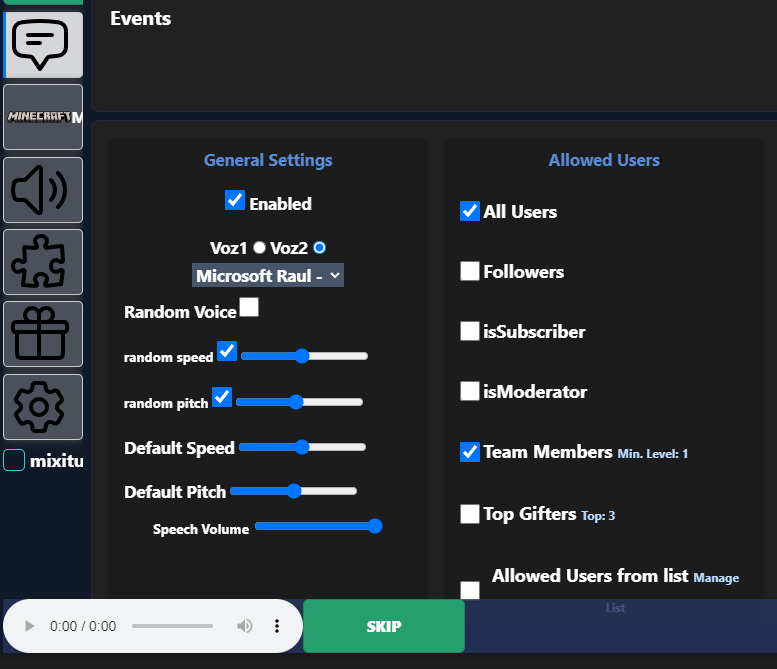 Events
MINECRAFT M
General Settings
Enabled
Voz1 Voz2
Microsoft Raul -
Random Voice
random speed
random pitch
Default Speed
Default Pitch
Speech Volume
Allowed Users
All Users
Followers
isSubscriber
isModerator
Team Members Min. Level: 1
Top Gifters Top: 3
Allowed Users from list Manage
List
mixitu
0:00 / 0:00
SKIP